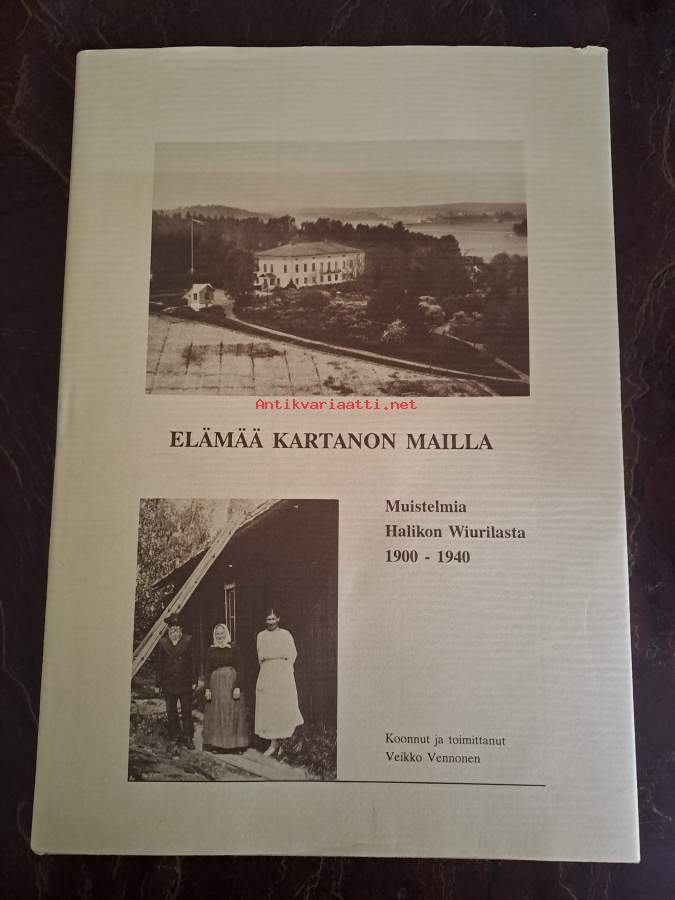 Antikvariaatti.net
ELÄMÄÄ KARTANON MAILLA
Muistelmia
Halikon Wiurilasta
1900 - 1940
Koonnut ja toimittanut
Veikko Vennonen